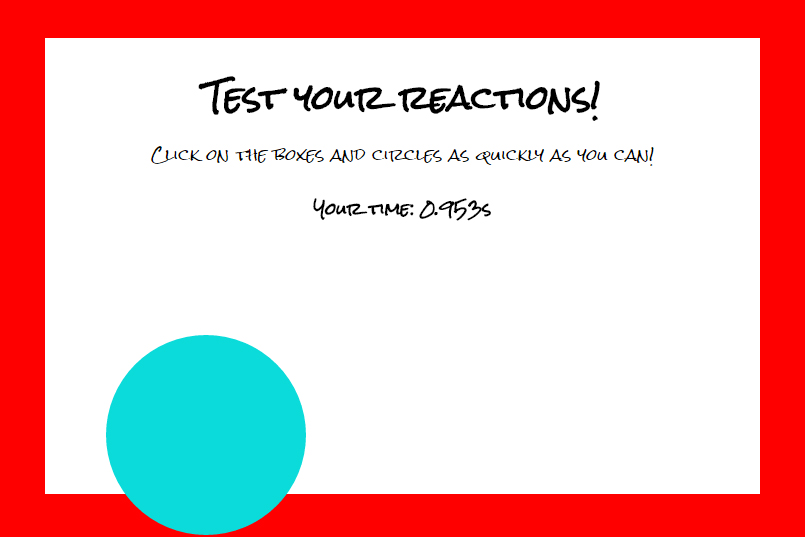 Test your reactions!
Click on the boxes and circles as quickly as you can!
Your time: 0.953s